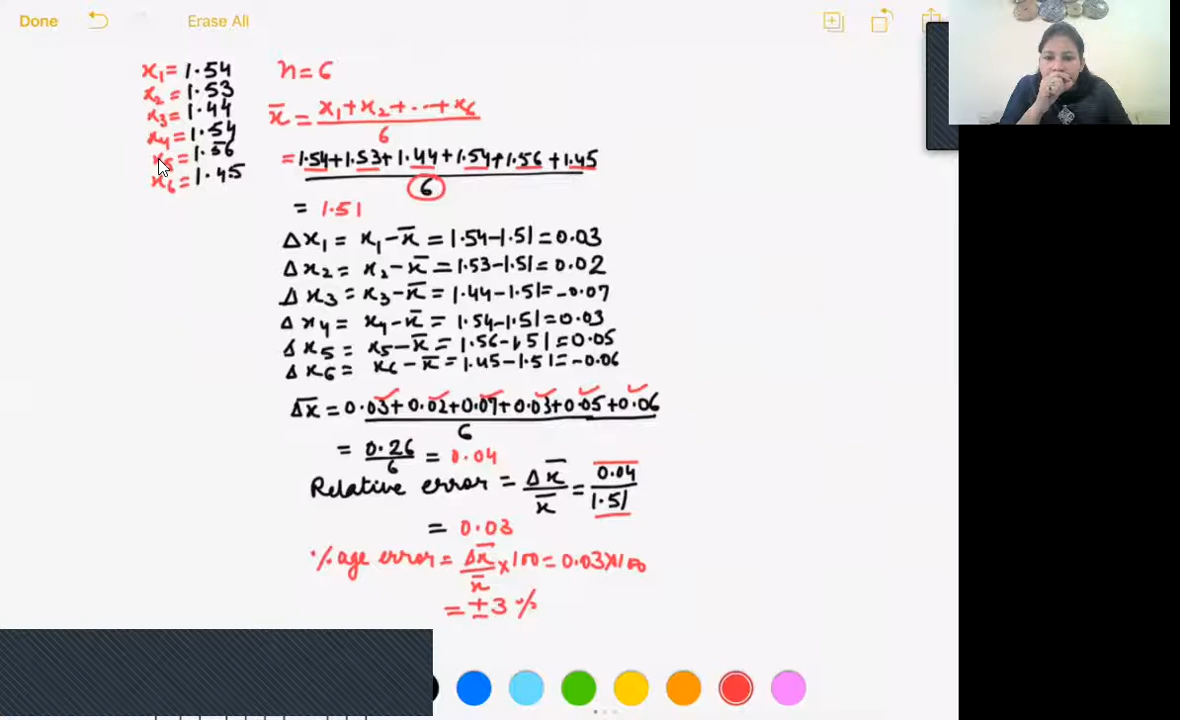 Done
Erase All
x₁ = 1.54
x₂ = 1.53
x₃ = 1.44
x₄ = 1.54
x₅ = 1.56
x₆ = 1.45
n = 6
x̄ = x₁+x₂+...+x₆ / 6
= 1.54+1.53+1.44+1.54+1.56+1.45 / 6
= 1.51
Δx₁ = x₁-x̄ = 1.54-1.51 = 0.03
Δx₂ = x₂-x̄ = 1.53-1.51 = 0.02
Δx₃ = x₃-x̄ = 1.44-1.51 = -0.07
Δx₄ = x₄-x̄ = 1.54-1.51 = 0.03
Δx₅ = x₅-x̄ = 1.56-1.51 = 0.05
Δx₆ = x₆-x̄ = 1.45-1.51 = -0.06
Δx̄ = 0.03+0.02+0.07+0.03+0.05+0.06 / 6
= 0.26/6 = 0.04
Relative error = Δx̄/x̄ = 0.04/1.51
= 0.03
%age error = Δx̄/x̄ × 100 = 0.03×100
= ±3 %